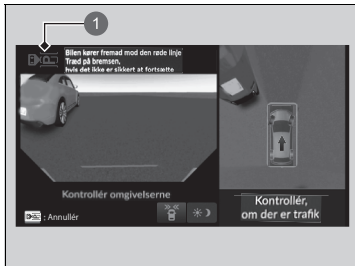 1
Bilen kører fremad mod den røde linje
Træd på bremsen,
hvis det ikke er sikkert at fortsætte
Kontrollér omgivelserne
: Annullér
Kontrollér,
om der er trafik